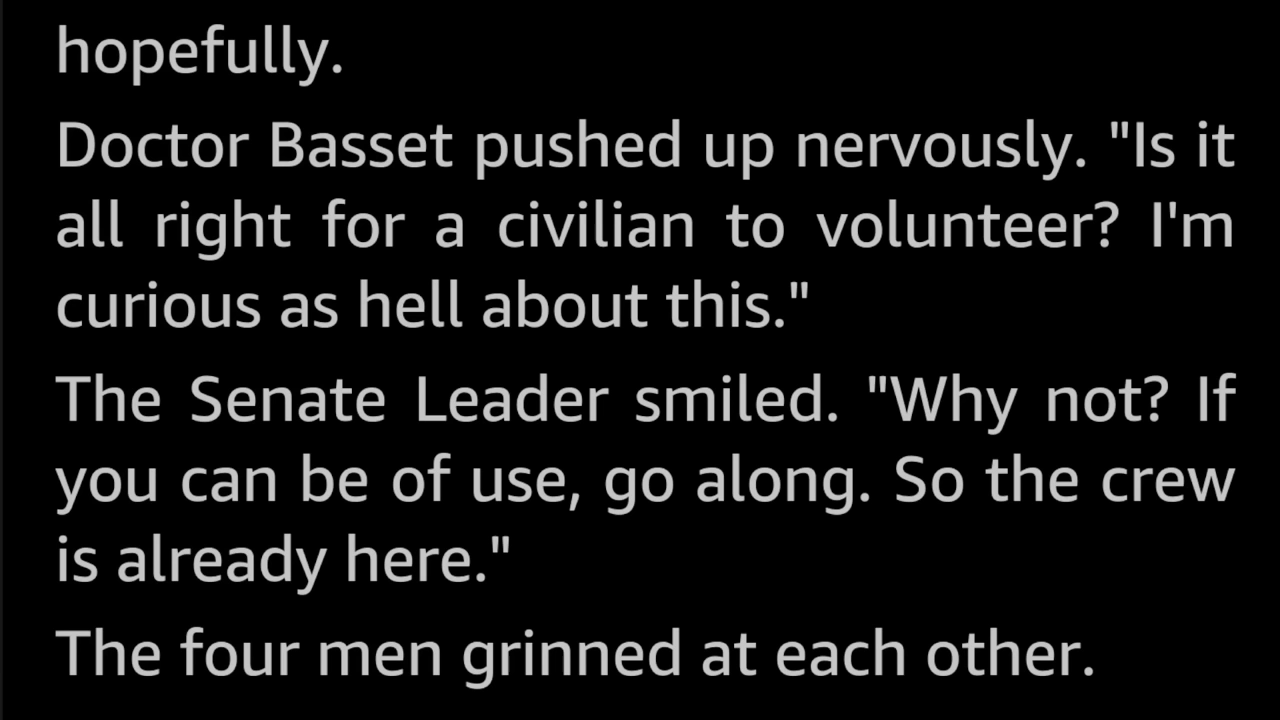 hopefully.
Doctor Basset pushed up nervously. "Is it
all right for a civilian to volunteer? I'm
curious as hell about this."
The Senate Leader smiled. "Why not? If
you can be of use, go along. So the crew
is already here."
The four men grinned at each other.